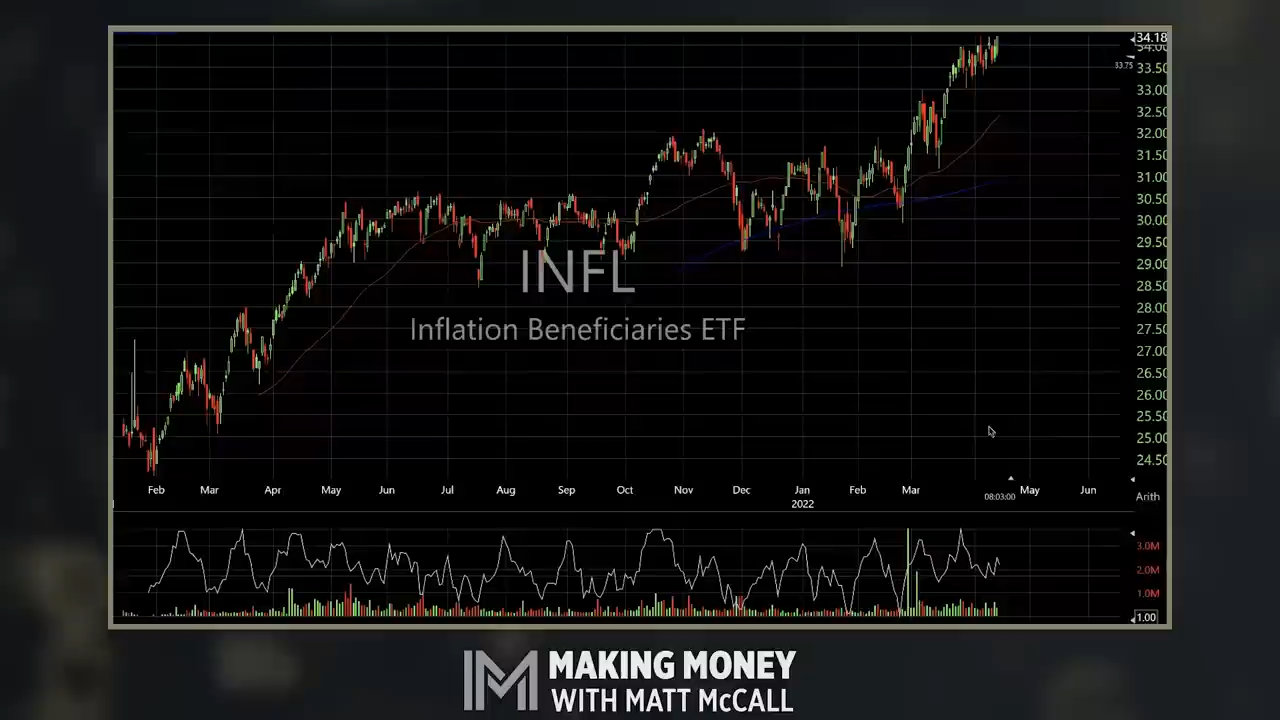 34.18
34.00
33.75
33.50
33.00
32.50
32.00
31.50
31.00
30.50
30.00
29.50
29.00
28.50
28.00
27.50
27.00
26.50
26.00
25.50
25.00
24.50
INFL
Inflation Beneficiaries ETF
Feb Mar Apr May Jun Jul Aug Sep Oct Nov Dec Jan Feb Mar May Jun
2022
08:03:00
Arith
3.0M
2.0M
1.0M
1.00
IM MAKING MONEY
WITH MATT McCALL